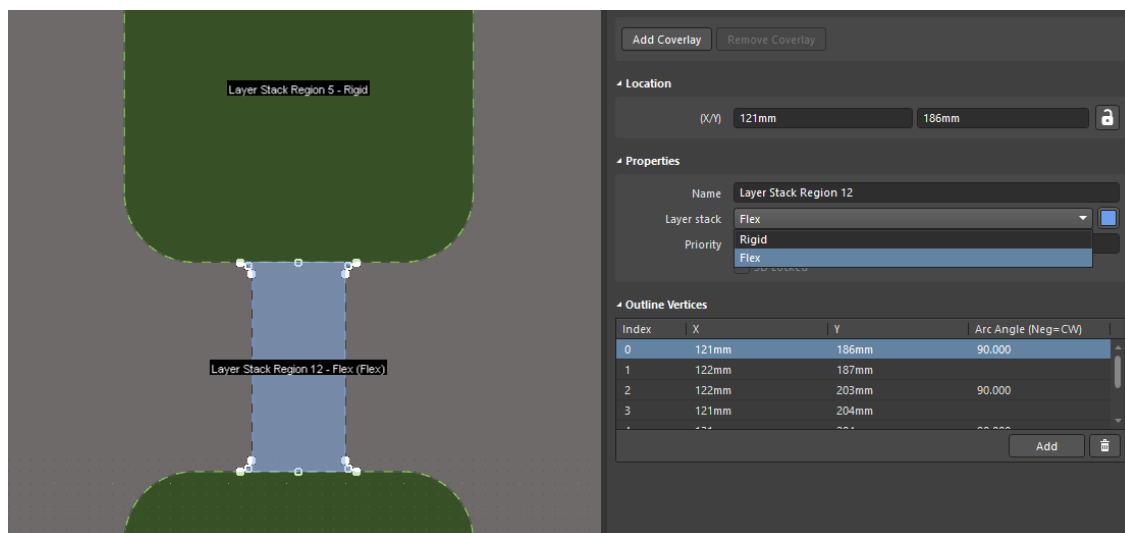 Layer Stack Region 5 - Rigid
Layer Stack Region 12 - Flex (Flex)
Add Coverlay Remove Coverlay
Location
(X/Y) 121mm 186mm
Properties
Name Layer Stack Region 12
Layer stack Flex
Rigid
Priority
Flex
3D Locked
Outline Vertices
Index X Y Arc Angle (Neg=CW)
0 121mm 186mm 90.000
1 122mm 187mm
2 122mm 203mm 90.000
3 121mm 204mm
Add